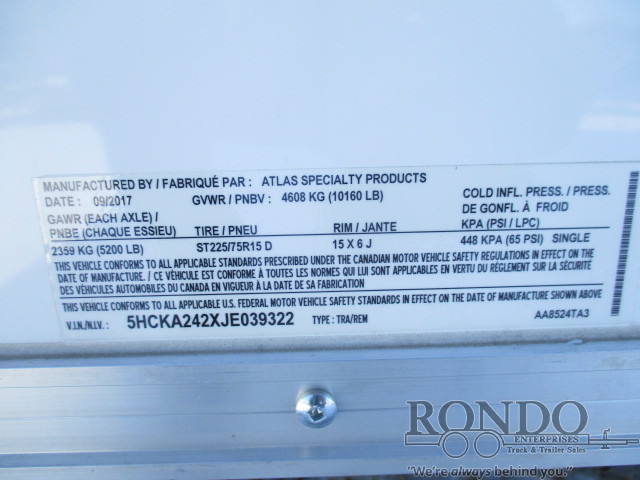 MANUFACTURED BY / FABRIQUÉ PAR : ATLAS SPECIALTY PRODUCTS
DATE : 09/2017 GVWR / PNBV : 4608 KG (10160 LB) COLD INFL. PRESS. / PRESS.
GAWR (EACH AXLE) / DE GONFL. À FROID
PNBE (CHAQUE ESSIEU) TIRE / PNEU RIM / JANTE KPA (PSI / LPC)
2359 KG (5200 LB) ST225/75R15 D 15 X 6 J 448 KPA (65 PSI) SINGLE
THIS VEHICLE CONFORMS TO ALL APPLICABLE STANDARDS PRESCRIBED UNDER THE CANADIAN MOTOR VEHICLE SAFETY REGULATIONS IN EFFECT ON
THE DATE OF MANUFACTURE. / CE VÉHICULE EST CONFORME À TOUTES LES NORMES QUI LUI SONT APPLICABLES EN VERTU DU RÈGLEMENT SUR LA SÉCURITÉ
DES VÉHICULES AUTOMOBILES DU CANADA EN VIGUEUR À LA DATE DE SA FABRICATION.
THIS VEHICLE CONFORMS TO ALL APPLICABLE U.S. FEDERAL MOTOR VEHICLE SAFETY STANDARDS IN EFFECT ON THE DATE OF MANUFACTURE SHOWN ABOVE.
V.I.N./N.I.V.: 5HCKA242XJE039322 TYPE : TRA/REM AA8524TA3
RONDO
ENTERPRISES
Truck & Trailer Sales
"We're always behind you."